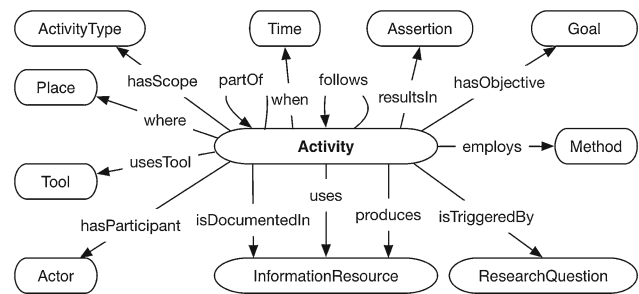 ActivityType
Time
Assertion
Goal
hasScope
partOf
follows
Place
when
resultsIn
hasObjective
where
Activity
employs
Method
usesTool
Tool
uses
hasParticipant
isDocumentedIn
produces
isTriggeredBy
Actor
InformationResource
ResearchQuestion